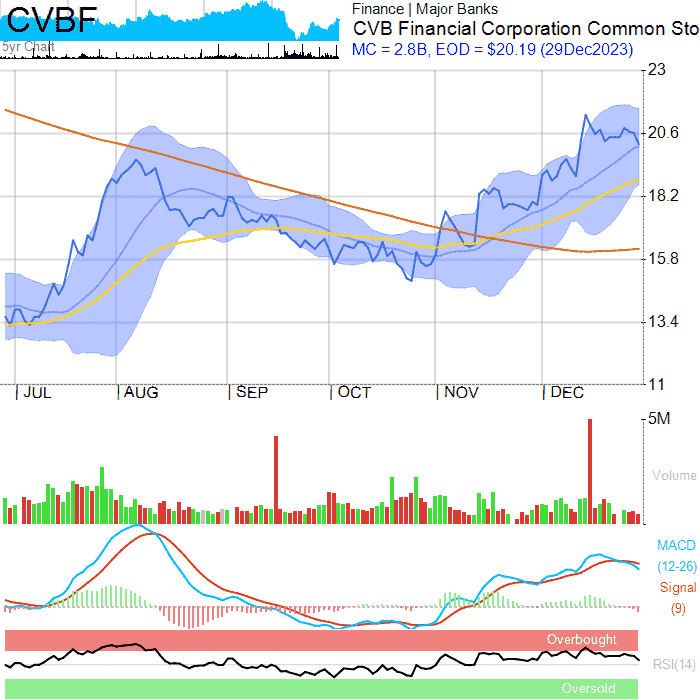 CVBF
5yr Chart
Finance | Major Banks
CVB Financial Corporation Common Sto
MC = 2.8B, EOD = $20.19 (29Dec2023)
23
20.6
18.2
15.8
13.4
11
| JUL | AUG | SEP | OCT | NOV | DEC
5M
Volume
MACD
(12-26)
Signal
(9)
Overbought
RSI(14)
Oversold